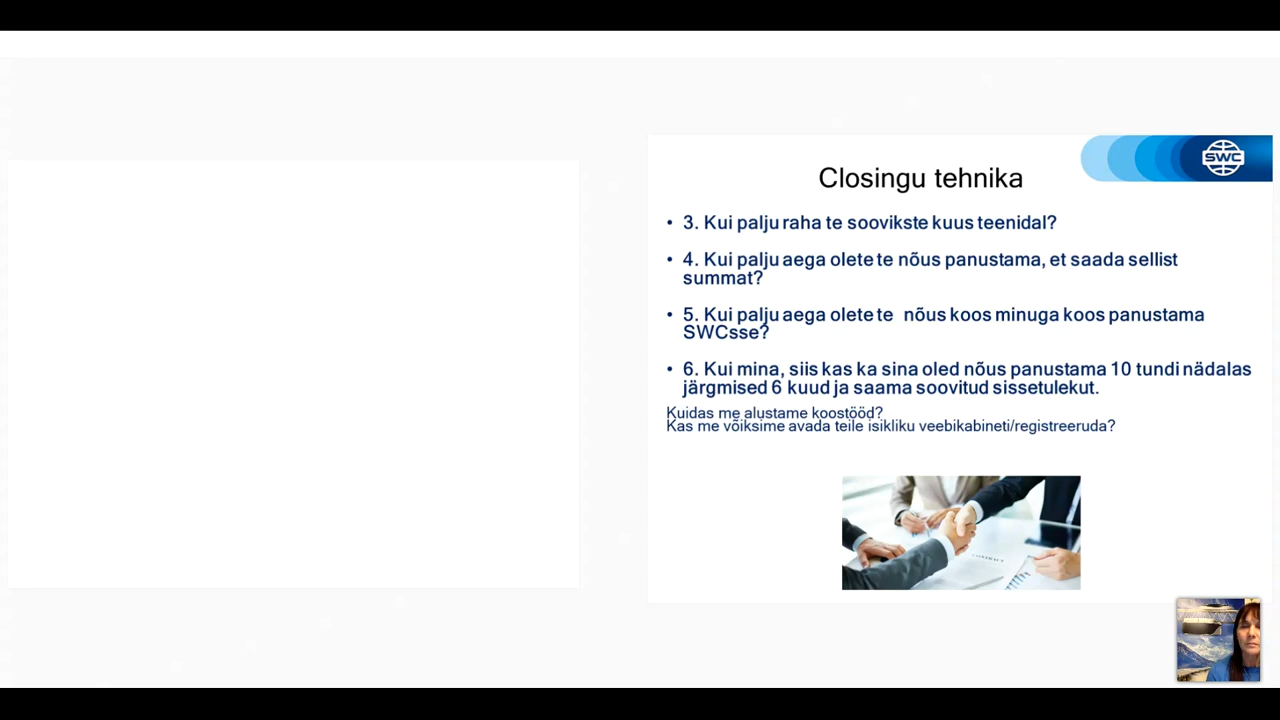 SWC
Closingu tehnika
• 3. Kui palju raha te soovikste kuus teenidal?
• 4. Kui palju aega olete te nõus panustama, et saada sellist
summat?
• 5. Kui palju aega olete te nõus koos minuga koos panustama
SWCsse?
• 6. Kui mina, siis kas ka sina oled nõus panustama 10 tundi nädalas
järgmised 6 kuud ja saama soovitud sissetulekut.
Kuidas me alustame koostööd?
Kas me võiksime avada teile isikliku veebikabineti/registreeruda?
CONTRACT